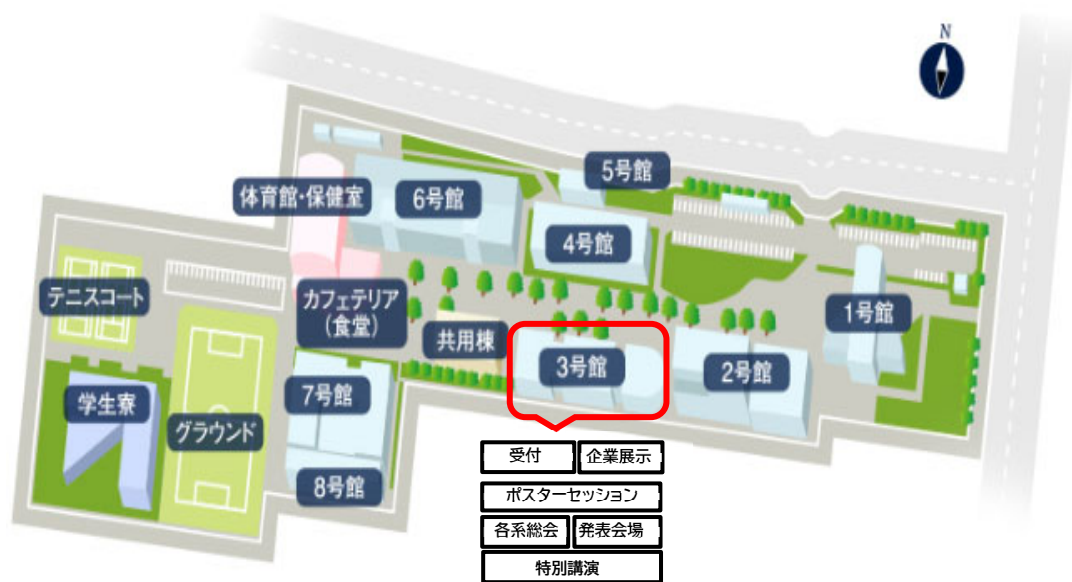 N
5号館
体育館・保健室
6号館
4号館
テニスコート
カフェテリア
(食堂)
1号館
共用棟
3号館
2号館
学生寮
グラウンド
7号館
8号館
受付
企業展示
ポスターセッション
各系総会
発表会場
特別講演